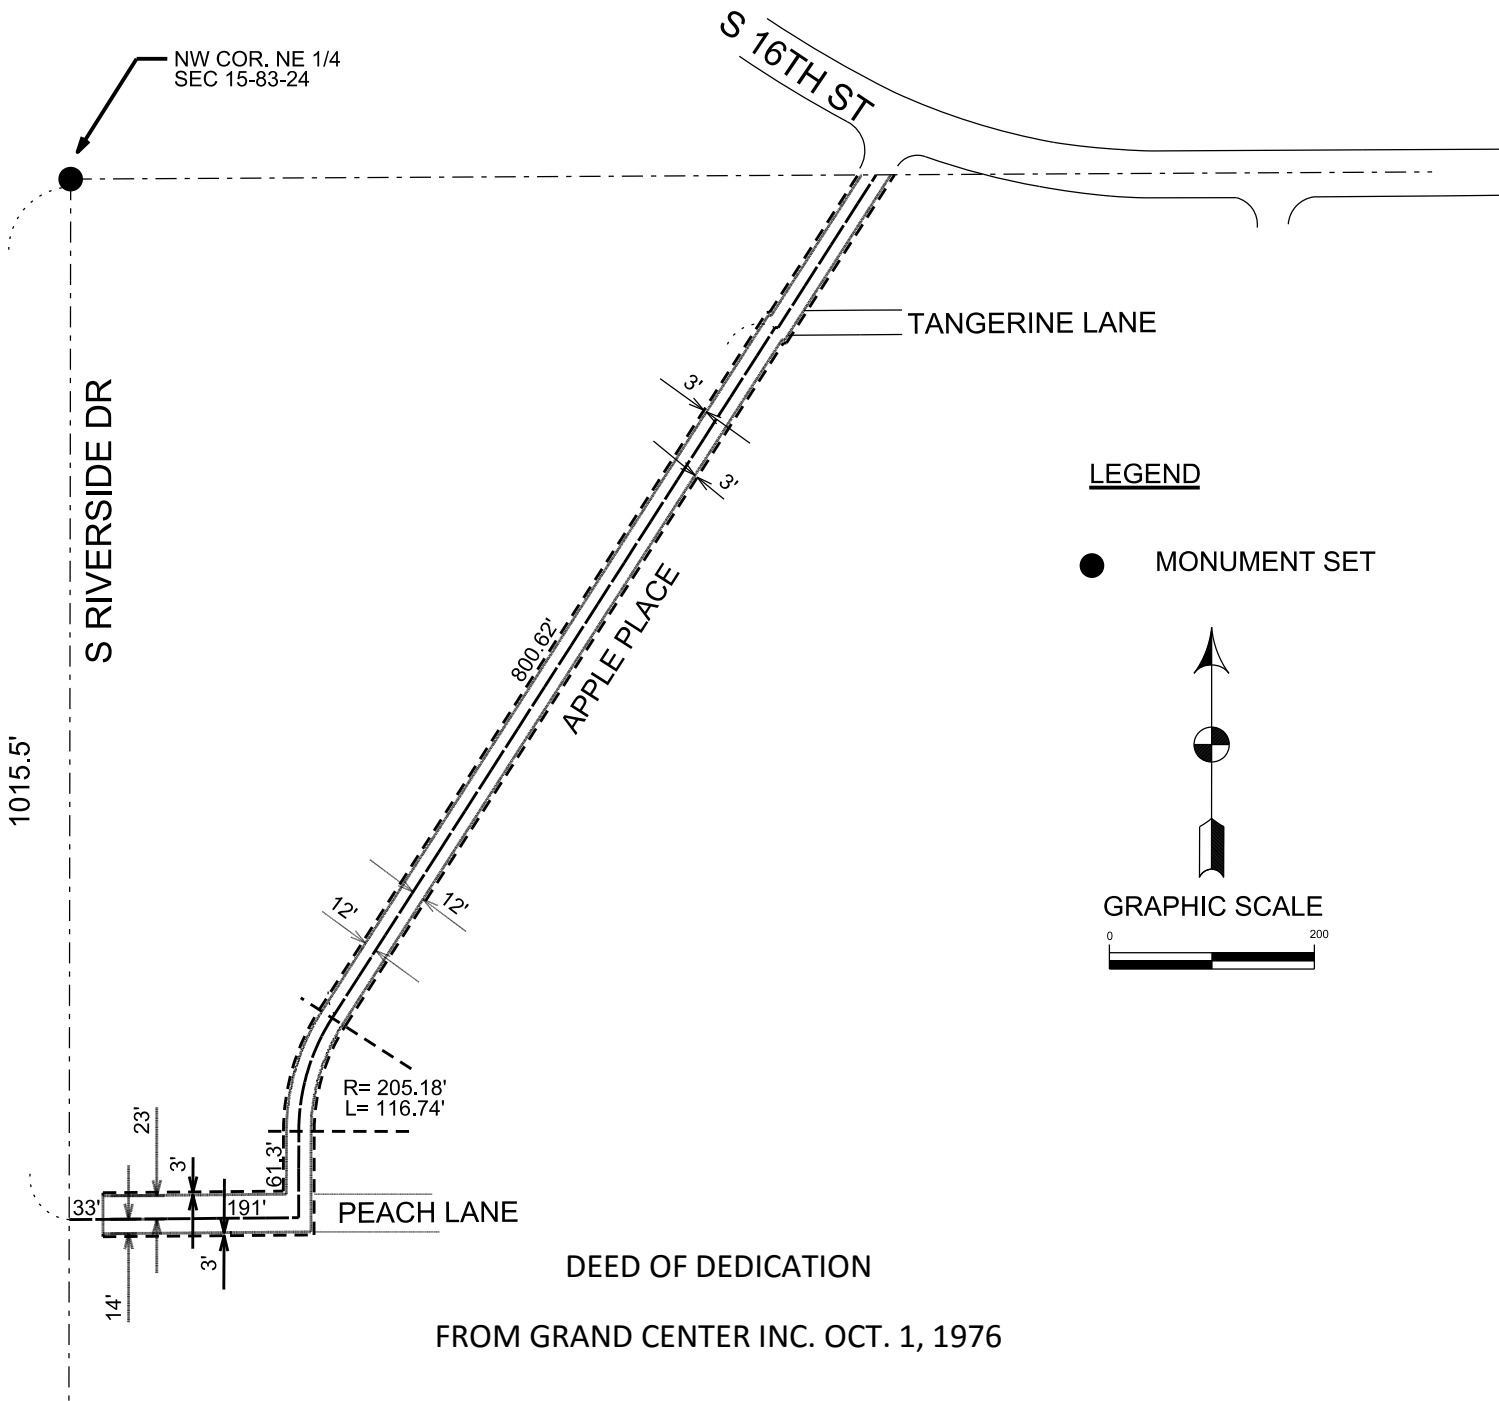 NW COR. NE 1/4
SEC 15-83-24
S 16TH ST
TANGERINE LANE
S RIVERSIDE DR
3'
3'
LEGEND
MONUMENT SET
800.62'
APPLE PLACE
1015.5'
12'
12'
GRAPHIC SCALE
0
200
R= 205.18'
L= 116.74'
23'
3'
61.3'
33'
191'
PEACH LANE
3'
14'
DEED OF DEDICATION
FROM GRAND CENTER INC. OCT. 1, 1976